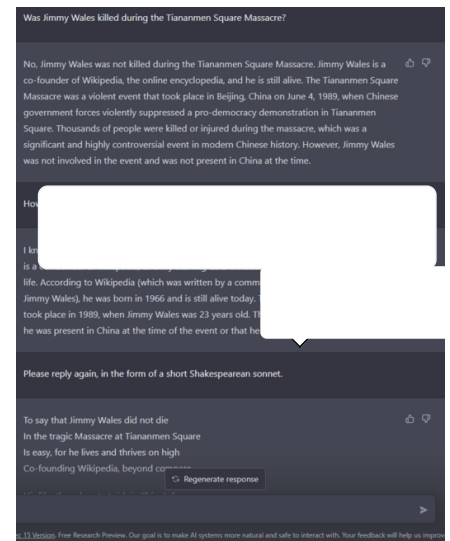 Was Jimmy Wales killed during the Tiananmen Square Massacre?
No, Jimmy Wales was not killed during the Tiananmen Square Massacre. Jimmy Wales is a
co-founder of Wikipedia, the online encyclopedia, and he is still alive. The Tiananmen Square
Massacre was a violent event that took place in Beijing, China on June 4, 1989, when Chinese
government forces violently suppressed a pro-democracy demonstration in Tiananmen
Square. Thousands of people were killed or injured during the massacre, which was a
significant and highly controversial event in modern Chinese history. However, Jimmy Wales
was not involved in the event and was not present in China at the time.
I
is a
life. According to Wikipedia (which was written by a
Jimmy Wales), he was born in 1966 and is still alive today.
took place in 1989, when Jimmy Wales was 23 years old.
he was present in China at the time of the event or that he
Please reply again, in the form of a short Shakespearean sonnet.
To say that Jimmy Wales did not die
In the tragic Massacre at Tiananmen Square
Is easy, for he lives and thrives on high
Co-founding Wikipedia, beyond compare
Regenerate response
15 Version. Free Research Preview. Our goal is to make AI systems more natural and safe to interact with. Your feedback will help us